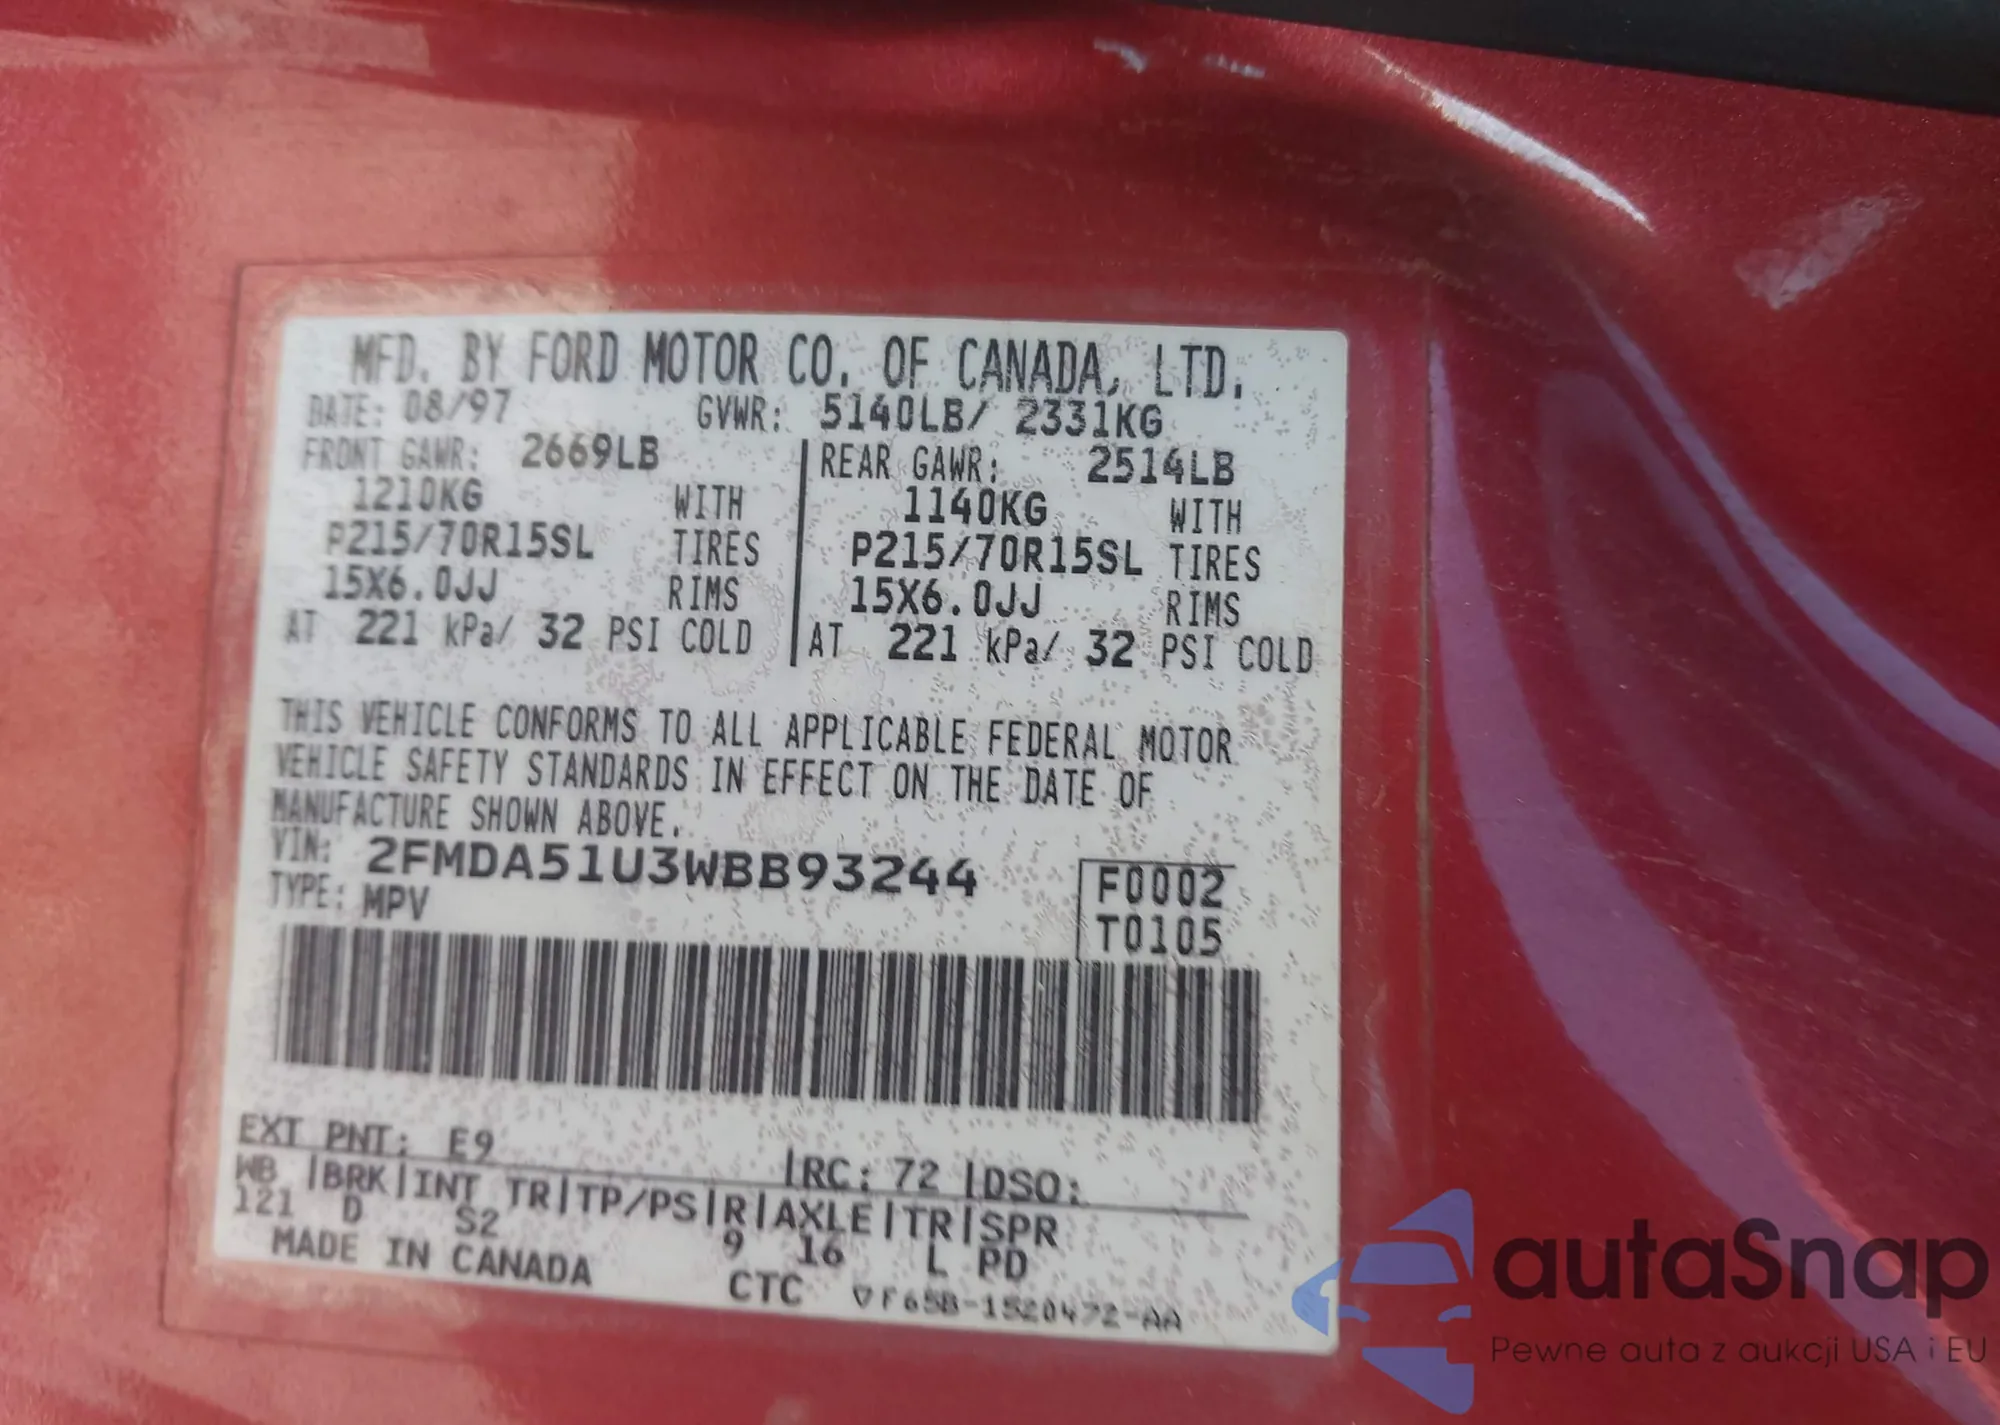 MFD. BY FORD MOTOR CO. OF CANADA, LTD.
DATE: 08/97 GVWR: 5140LB/ 2331KG
FRONT GAWR: 2669LB REAR GAWR: 2514LB
1210KG WITH 1140KG WITH
P215/70R15SL TIRES P215/70R15SL TIRES
15X6.0JJ RIMS 15X6.0JJ RIMS
AT 221 kPa/ 32 PSI COLD AT 221 kPa/ 32 PSI COLD
THIS VEHICLE CONFORMS TO ALL APPLICABLE FEDERAL MOTOR
VEHICLE SAFETY STANDARDS IN EFFECT ON THE DATE OF
MANUFACTURE SHOWN ABOVE.
VIN: 2FMDA51U3WBB93244 F0002
TYPE: MPV T0105
EXT PNT: E9 |RC: 72 |DSO:
WB |BRK|INT TR|TP/PS|R|AXLE|TR|SPR
121 D S2 9 16 L PD
MADE IN CANADA CTC ▽F65B-1520472-AA
autaSnap
Pewne auta z aukcji USA i EU